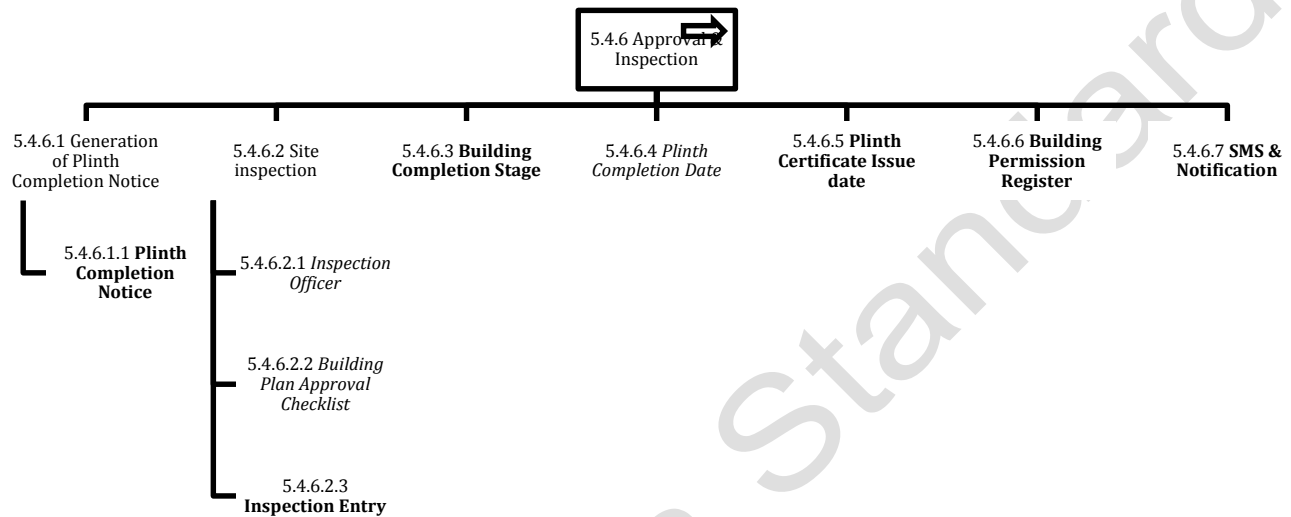 5.4.6 Approval &
Inspection
5.4.6.1 Generation
of Plinth
Completion Notice
5.4.6.2 Site
inspection
5.4.6.3 Building
Completion Stage
5.4.6.4 Plinth
Completion Date
5.4.6.5 Plinth
Certificate Issue
date
5.4.6.6 Building
Permission
Register
5.4.6.7 SMS &
Notification
5.4.6.1.1 Plinth
Completion
Notice
5.4.6.2.1 Inspection
Officer
5.4.6.2.2 Building
Plan Approval
Checklist
5.4.6.2.3
Inspection Entry
Standard